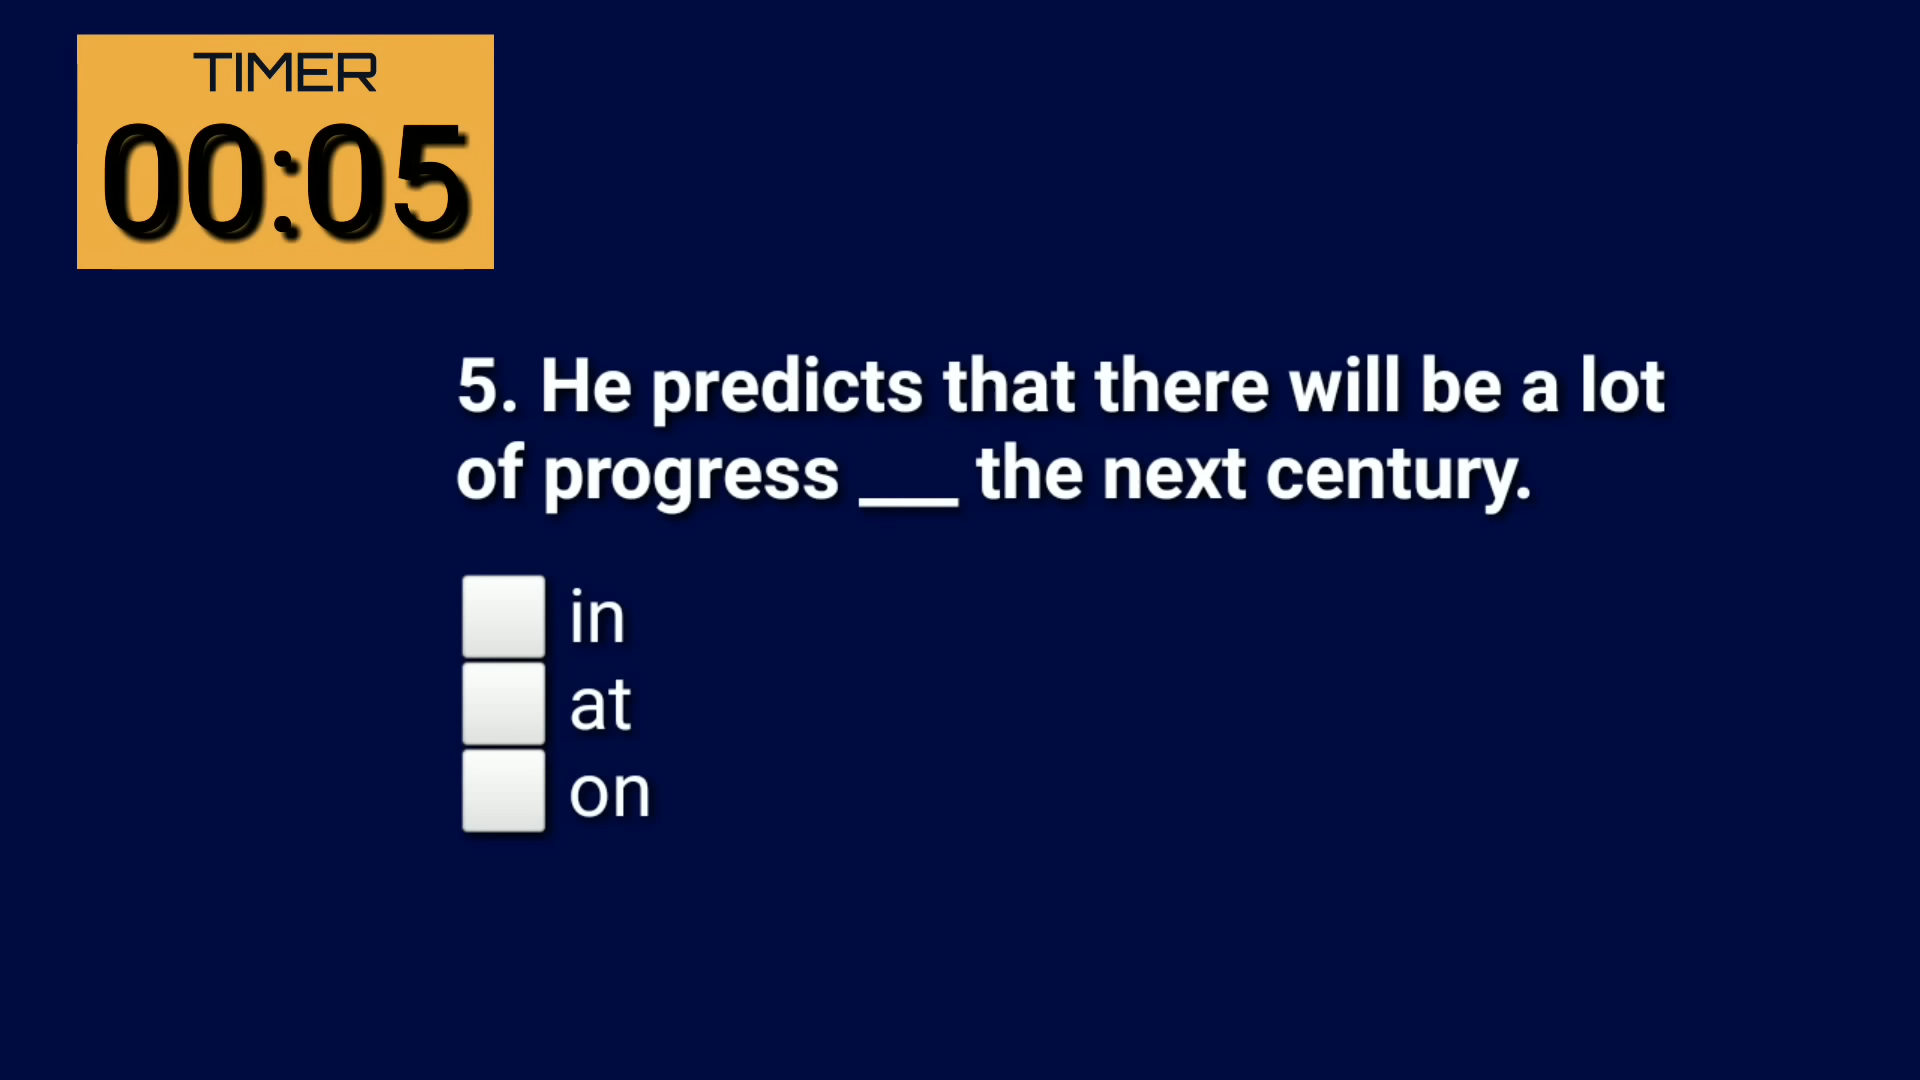 TIMER
00:05
5. He predicts that there will be a lot
of progress ___ the next century.
in
at
on